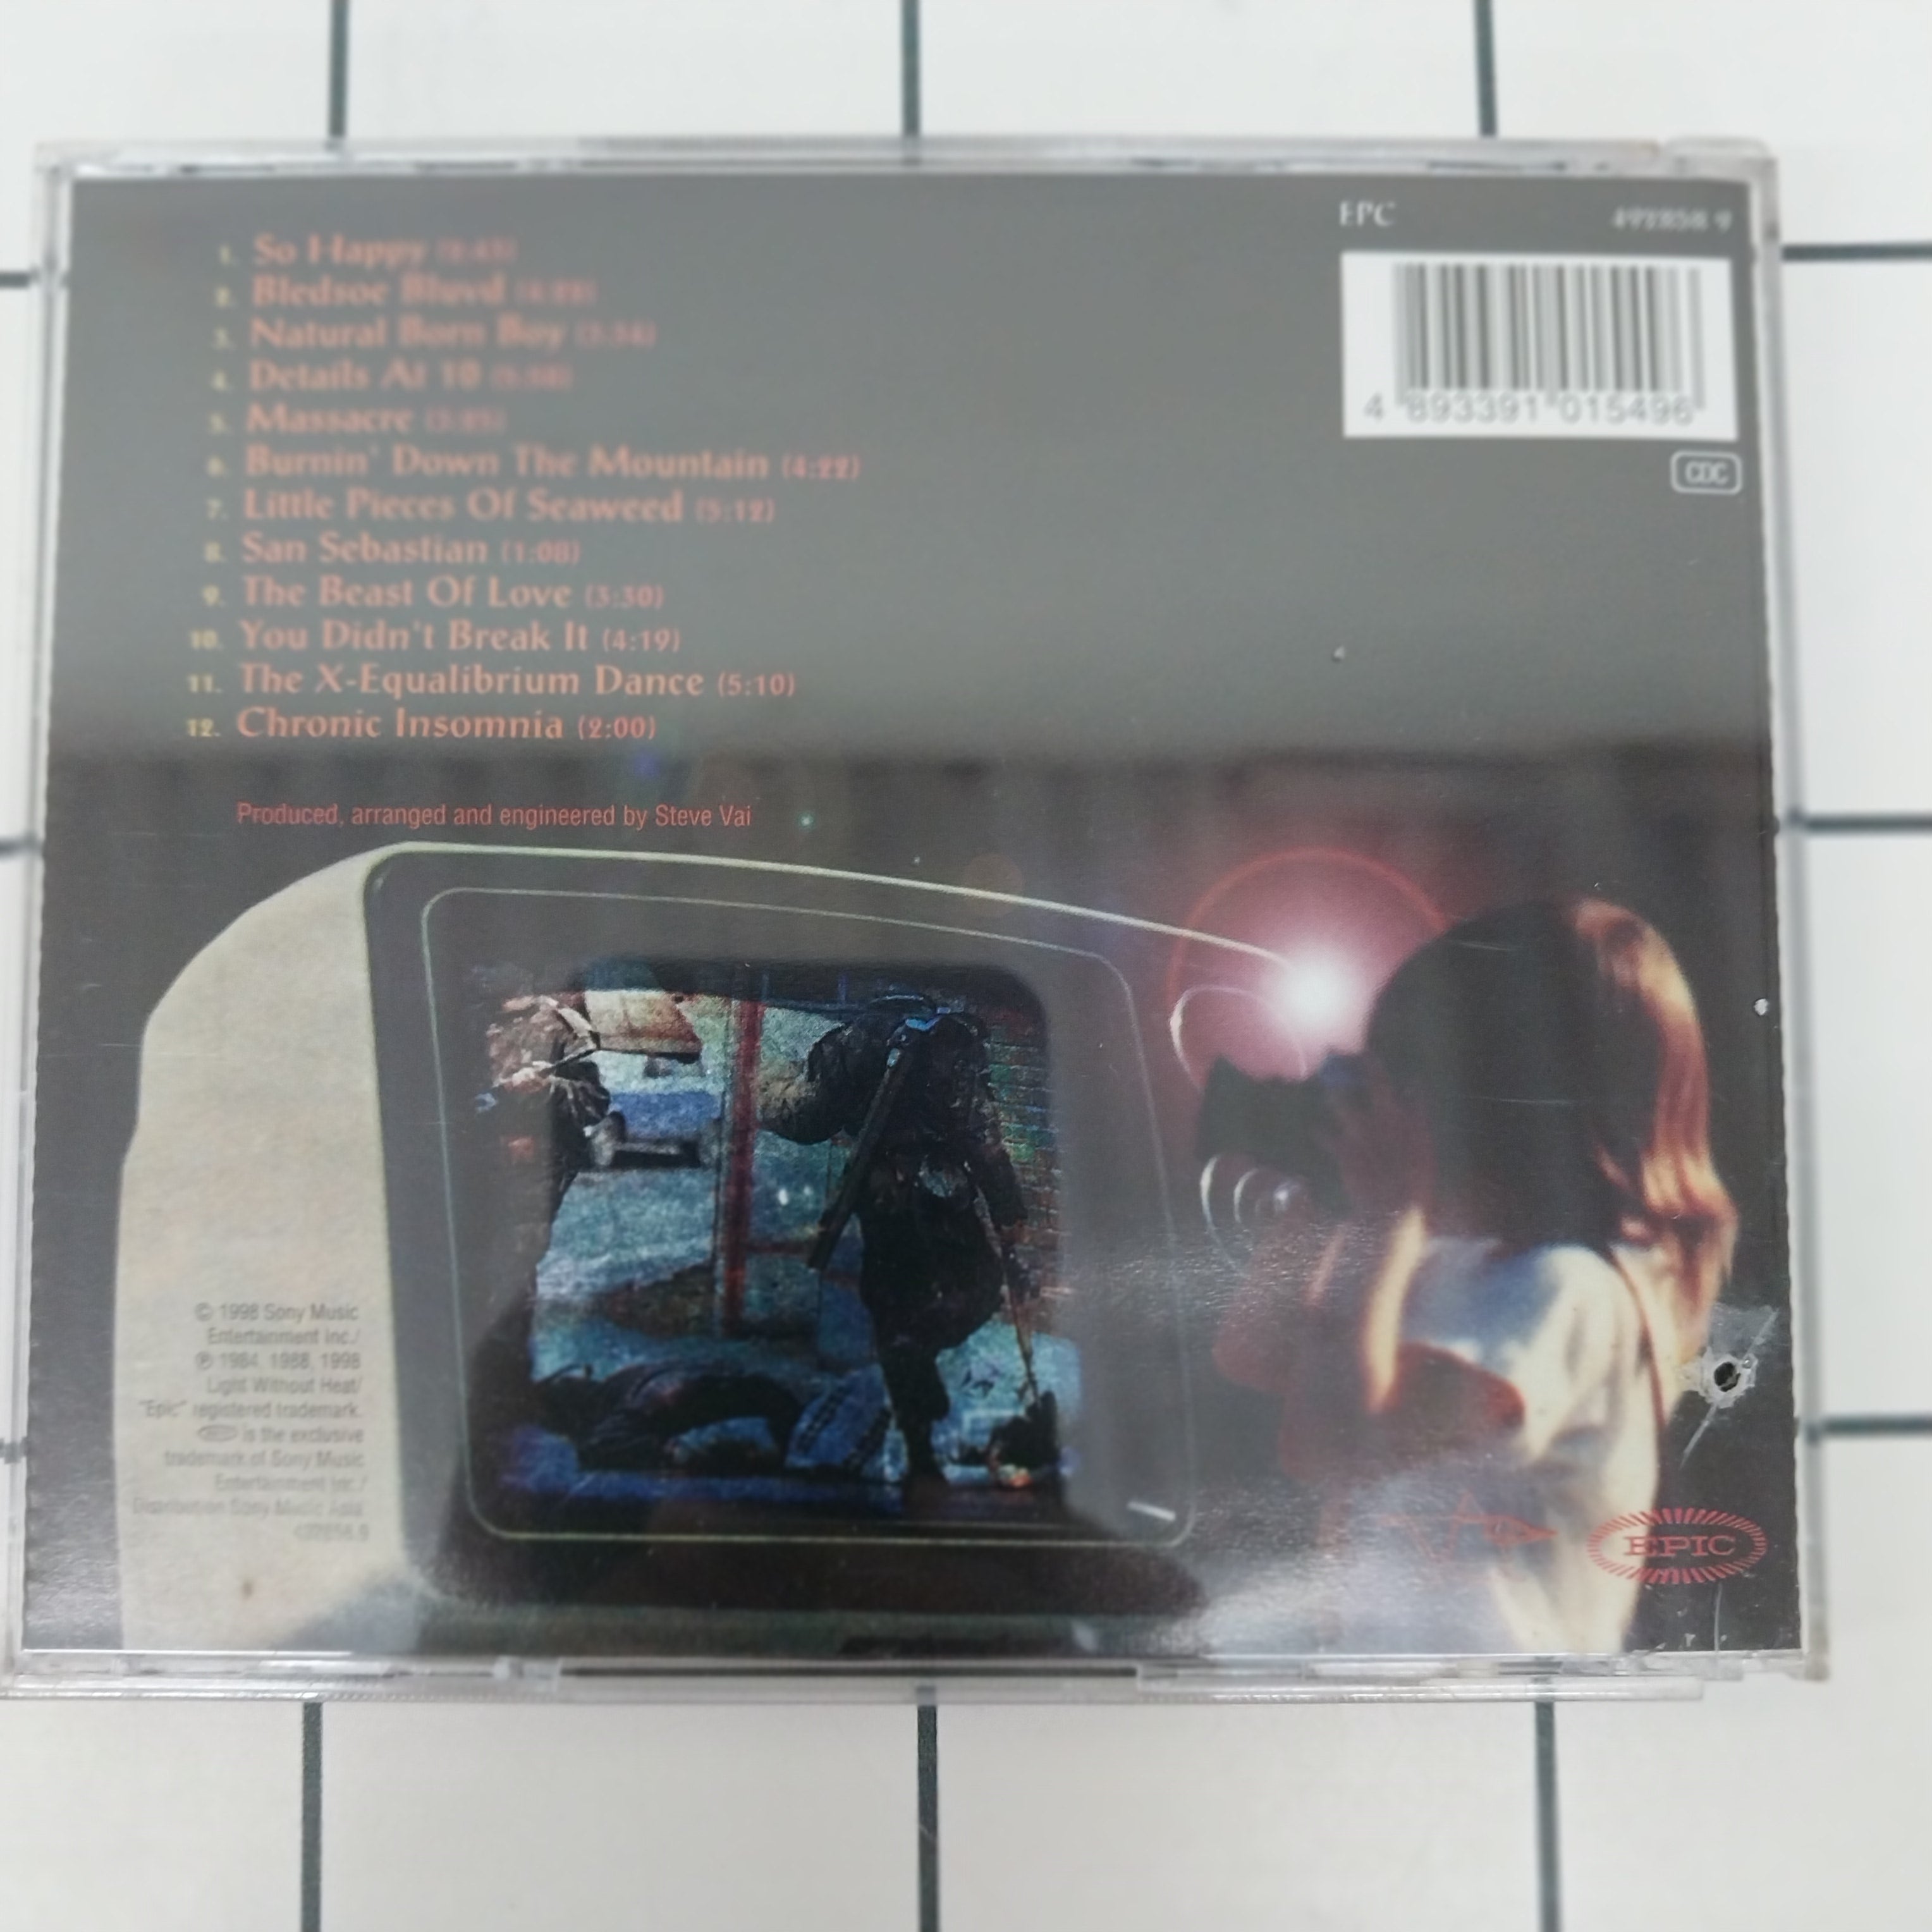 EPC
4 893391 015496
CDC
1. So Happy
2. Bledsoe Bluvd
3. Natural Born Boy
4. Details At 10
5. Massacre
6. Burnin' Down The Mountain (4:22)
7. Little Pieces Of Seaweed (5:12)
8. San Sebastian (1:08)
9. The Beast Of Love (3:30)
10. You Didn't Break It (4:19)
11. The X-Equalibrium Dance (5:10)
12. Chronic Insomnia (2:00)
Produced, arranged and engineered by Steve Vai
© 1998 Sony Music
Entertainment Inc./
℗ 1984, 1988, 1998
Light Without Heat/
"Epic" registered trademark.
is the exclusive
trademark of Sony Music
Entertainment Inc./
Distribution Sony Music Asia
EPIC